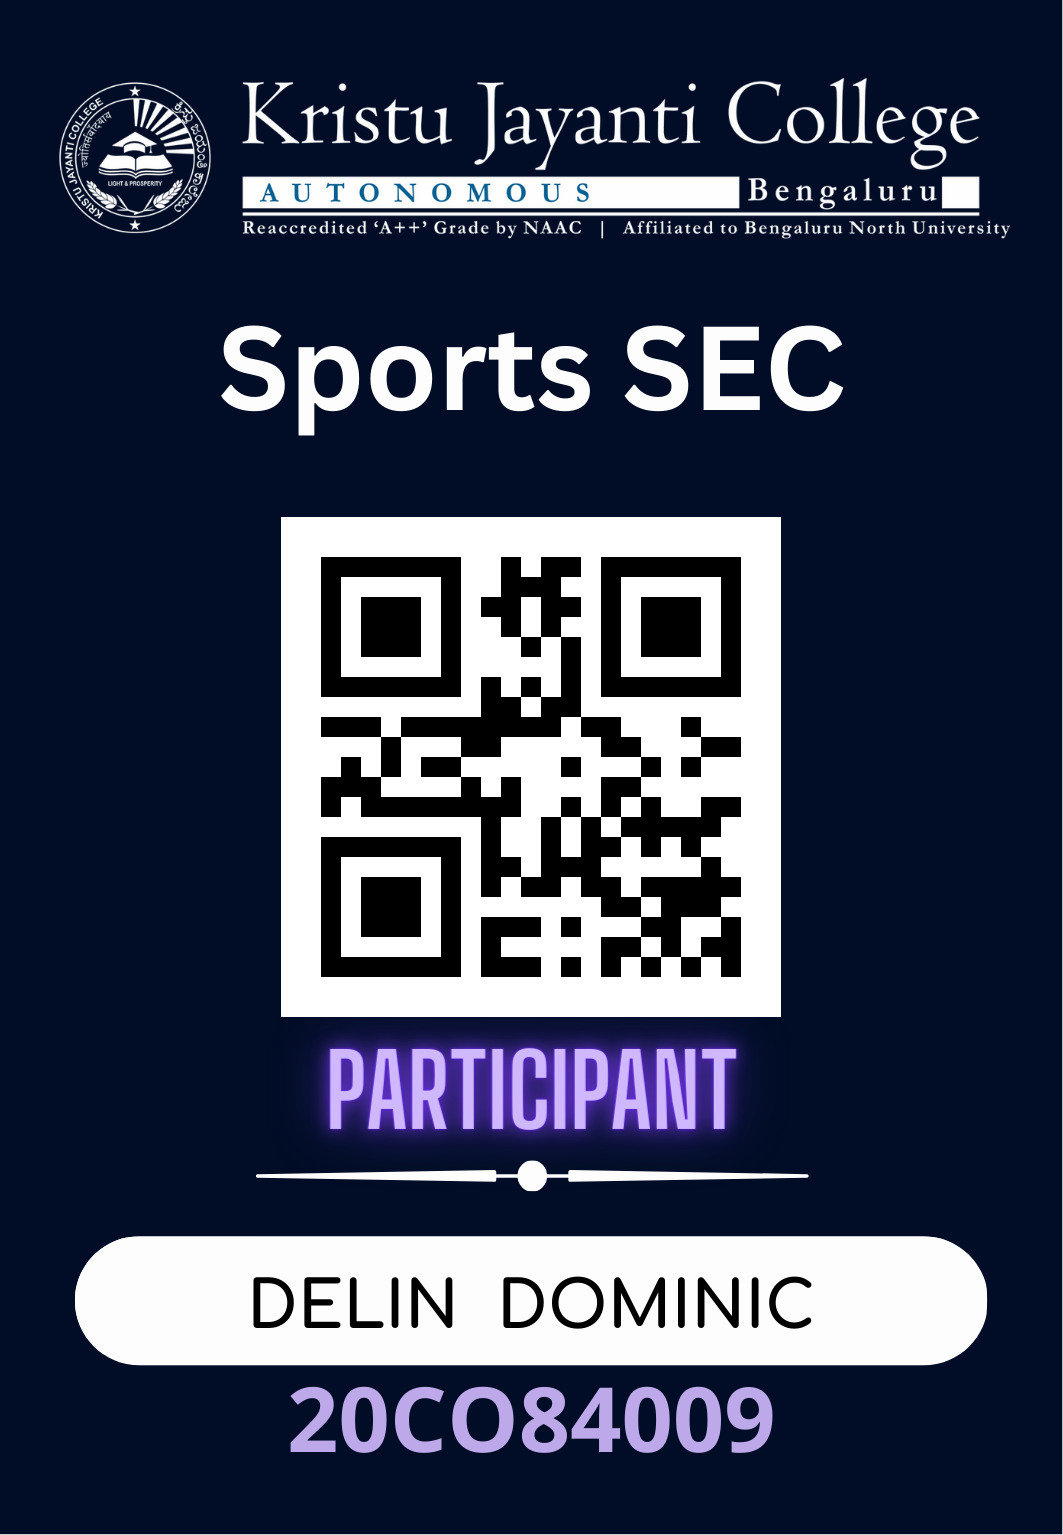 Kristu Jayanti College
AUTONOMOUS Bengaluru
Reaccredited ‘A++’ Grade by NAAC | Affiliated to Bengaluru North University
KRISTU JAYANTI COLLEGE
ಕ್ರಿಸ್ತು ಜಯಂತಿ ಕಾಲೇಜು
LIGHT & PROSPERITY
Sports SEC
PARTICIPANT
DELIN DOMINIC
20CO84009